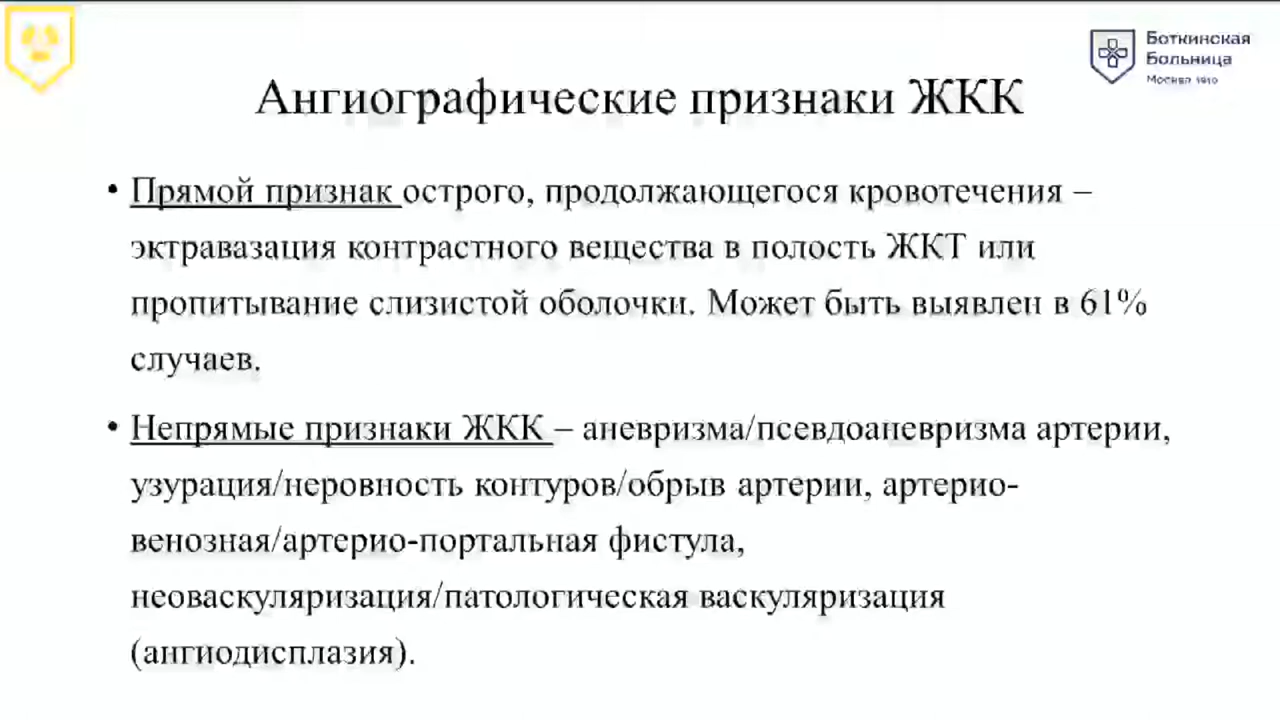 Боткинская
Больница
Москва 1910
Ангиографические признаки ЖКК
• Прямой признак острого, продолжающегося кровотечения –
эктравазация контрастного вещества в полость ЖКТ или
пропитывание слизистой оболочки. Может быть выявлен в 61%
случаев.
• Непрямые признаки ЖКК – аневризма/псевдоаневризма артерии,
узурация/неровность контуров/обрыв артерии, артерио-
венозная/артерио-портальная фистула,
неоваскуляризация/патологическая васкуляризация
(ангиодисплазия).